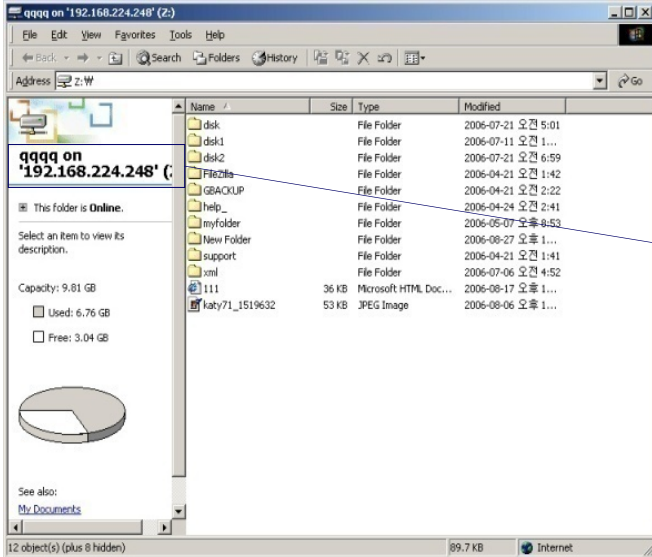 qqqq on '192.168.224.248' (Z:)
File Edit View Favorites Tools Help
Back Search Folders History
Address Z:₩ Go
qqqq on
'192.168.224.248' (Z
This folder is Online.
Select an item to view its
description.
Capacity: 9.81 GB
Used: 6.76 GB
Free: 3.04 GB
See also:
My Documents
Name Size Type Modified
disk File Folder 2006-07-21 오전 5:01
disk1 File Folder 2006-07-11 오전 1...
disk2 File Folder 2006-07-21 오전 6:59
FileZilla File Folder 2006-04-21 오전 1:42
GBACKUP File Folder 2006-04-21 오전 2:22
help_ File Folder 2006-04-24 오전 2:41
myfolder File Folder 2006-05-07 오후 8:53
New Folder File Folder 2006-08-27 오후 1...
support File Folder 2006-04-21 오전 1:41
xml File Folder 2006-07-06 오전 4:52
111 36 KB Microsoft HTML Doc... 2006-08-17 오후 1...
katy71_1519632 53 KB JPEG Image 2006-08-06 오후 1...
12 object(s) (plus 8 hidden) 89.7 KB Internet